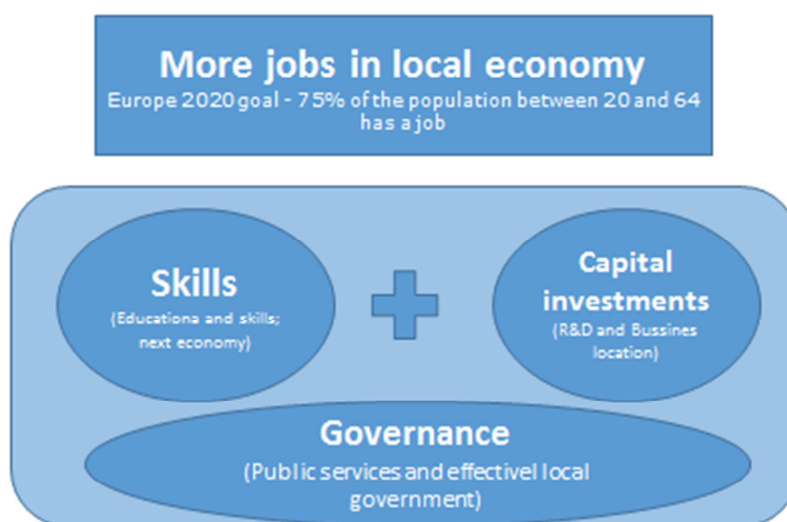 More jobs in local economy
Europe 2020 goal - 75% of the population between 20 and 64
has a job
Skills
(Educationa and skills;
next economy)
Capital
investments
(R&D and Bussines
location)
Governance
(Public services and effectivel local
government)